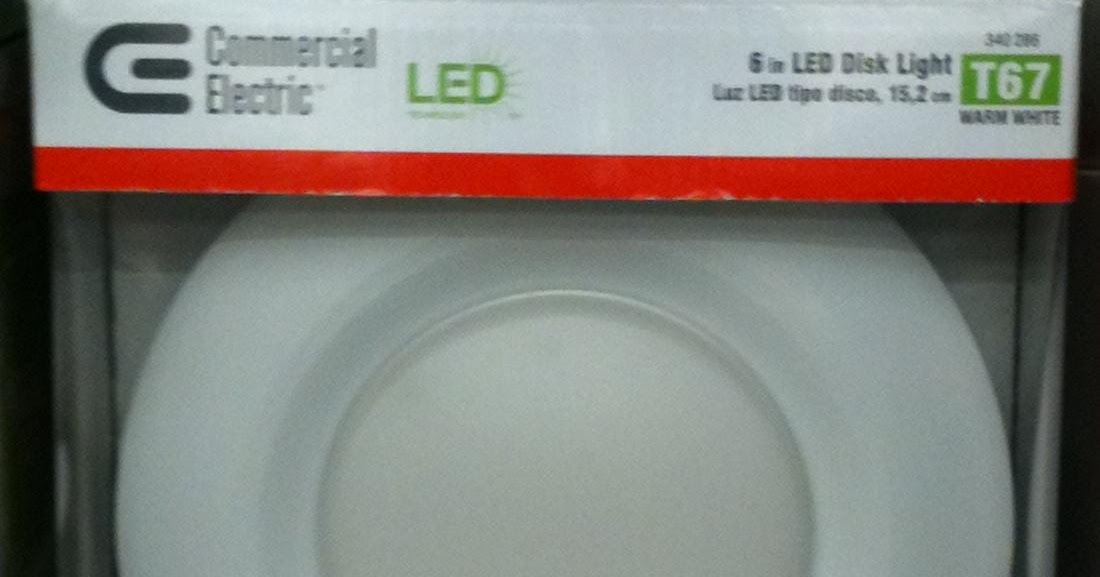 Commercial
Electric
LED
340 286
6 in LED Disk Light
Luz LED tipo disco, 15,2 cm
T67
WARM WHITE